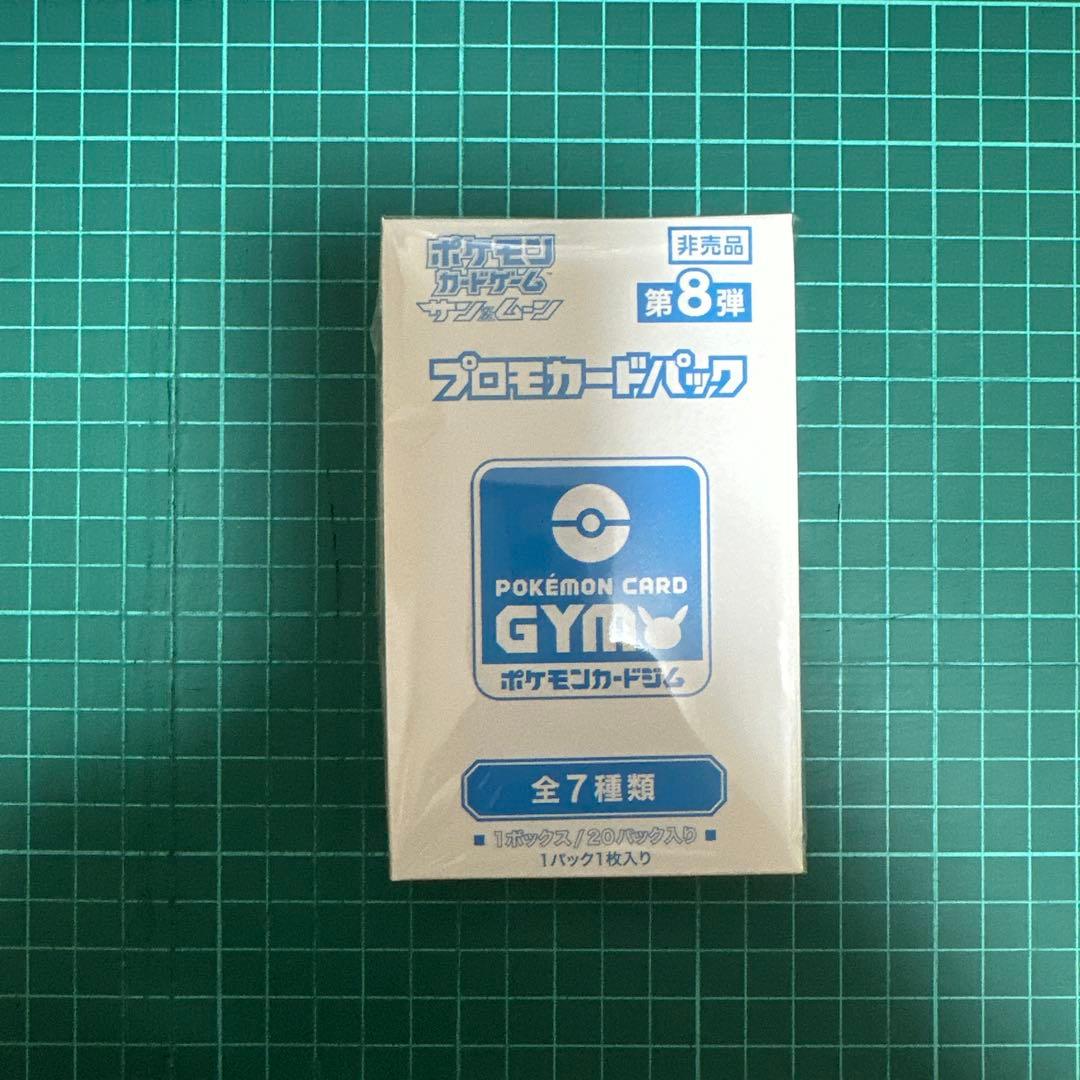 ポケモン
カードゲーム™
サン&ムーン
非売品
第8弾
プロモカードパック
POKÉMON CARD
GYM
ポケモンカードジム
全7種類
■ 1ボックス/20パック入り ■
1パック1枚入り